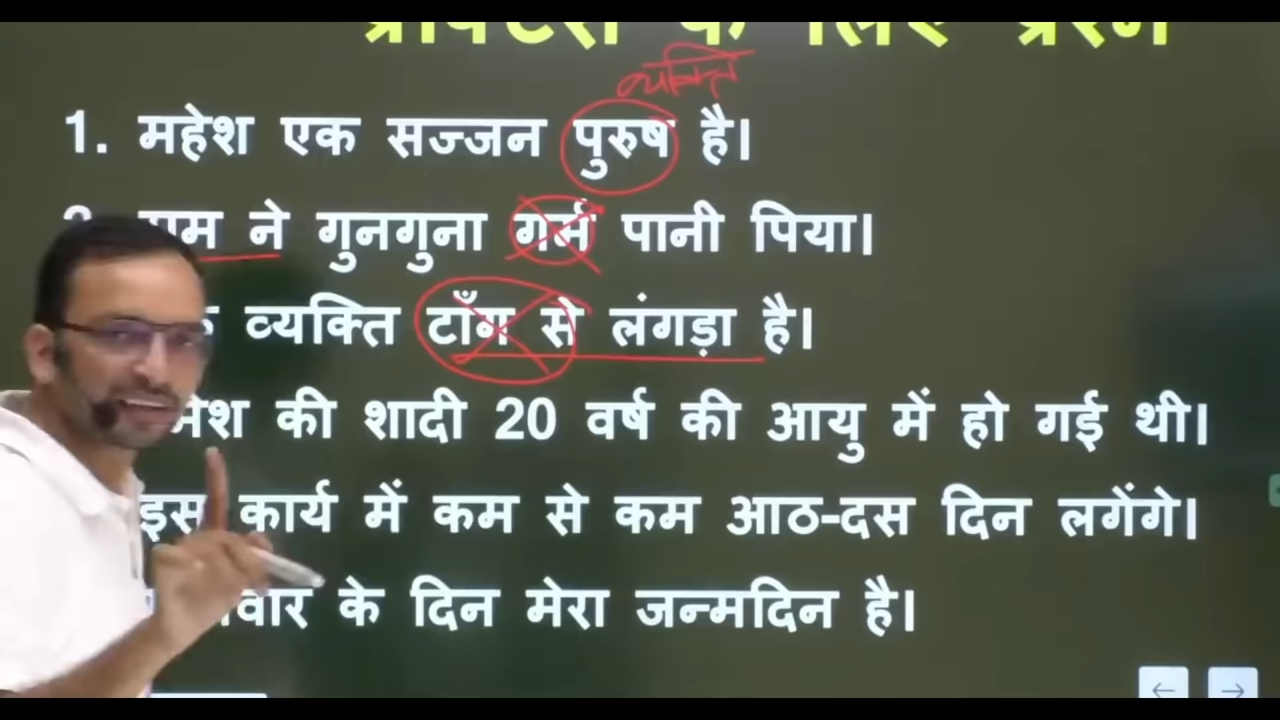 प्रैक्टिस के लिए प्रश्न
व्यक्ति
1. महेश एक सज्जन पुरुष है।
ने गुनगुना गर्म पानी पिया।
व्यक्ति टाँग से लंगड़ा है।
की शादी 20 वर्ष की आयु में हो गई थी।
इस कार्य में कम से कम आठ-दस दिन लगेंगे।
के दिन मेरा जन्मदिन है।